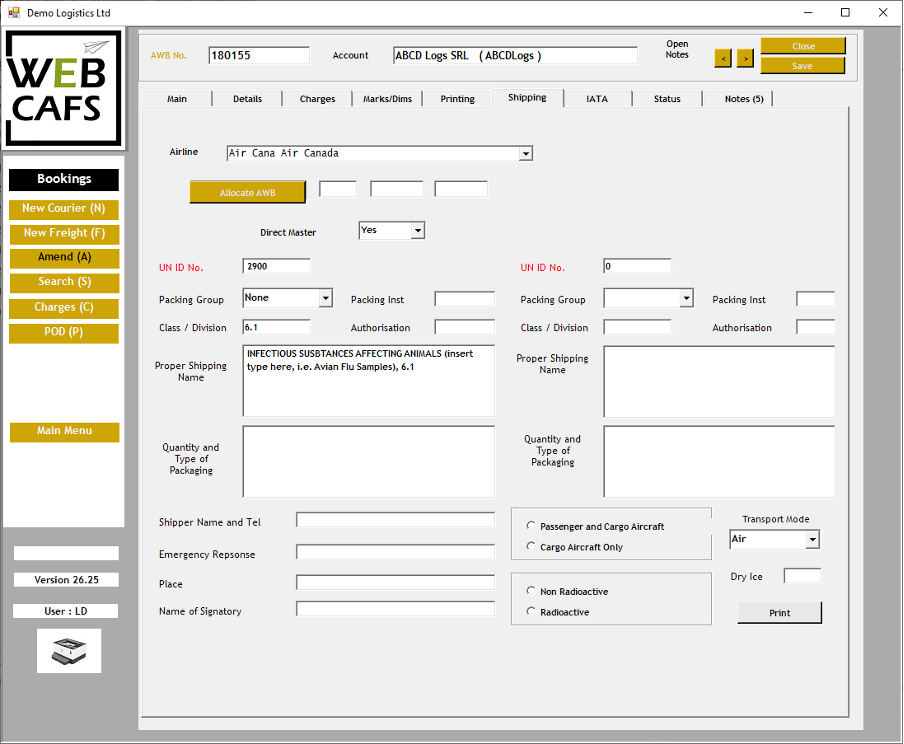 Demo Logistics Ltd
WEB
CAFS
AWB No. 180155 Account ABCD Logs SRL ( ABCDLogs ) Open
Notes < > Close
Save
Main Details Charges Marks/Dims Printing Shipping IATA Status Notes (5)
Bookings
New Courier (N)
New Freight (F)
Amend (A)
Search (S)
Charges (C)
POD (P)
Main Menu
Version 26.25
User : LD
Airline Air Cana Air Canada
Allocate AWB
Direct Master Yes
UN ID No. 2900
Packing Group None Packing Inst
Class / Division 6.1 Authorisation
Proper Shipping
Name
INFECTIOUS SUSBTANCES AFFECTING ANIMALS (insert
type here, i.e. Avian Flu Samples), 6.1
Quantity and
Type of
Packaging
UN ID No. 0
Packing Group Packing Inst
Class / Division Authorisation
Proper Shipping
Name
Quantity and
Type of
Packaging
Shipper Name and Tel
Emergency Repsonse
Place
Name of Signatory
Passenger and Cargo Aircraft
Cargo Aircraft Only
Non Radioactive
Radioactive
Transport Mode
Air
Dry Ice
Print